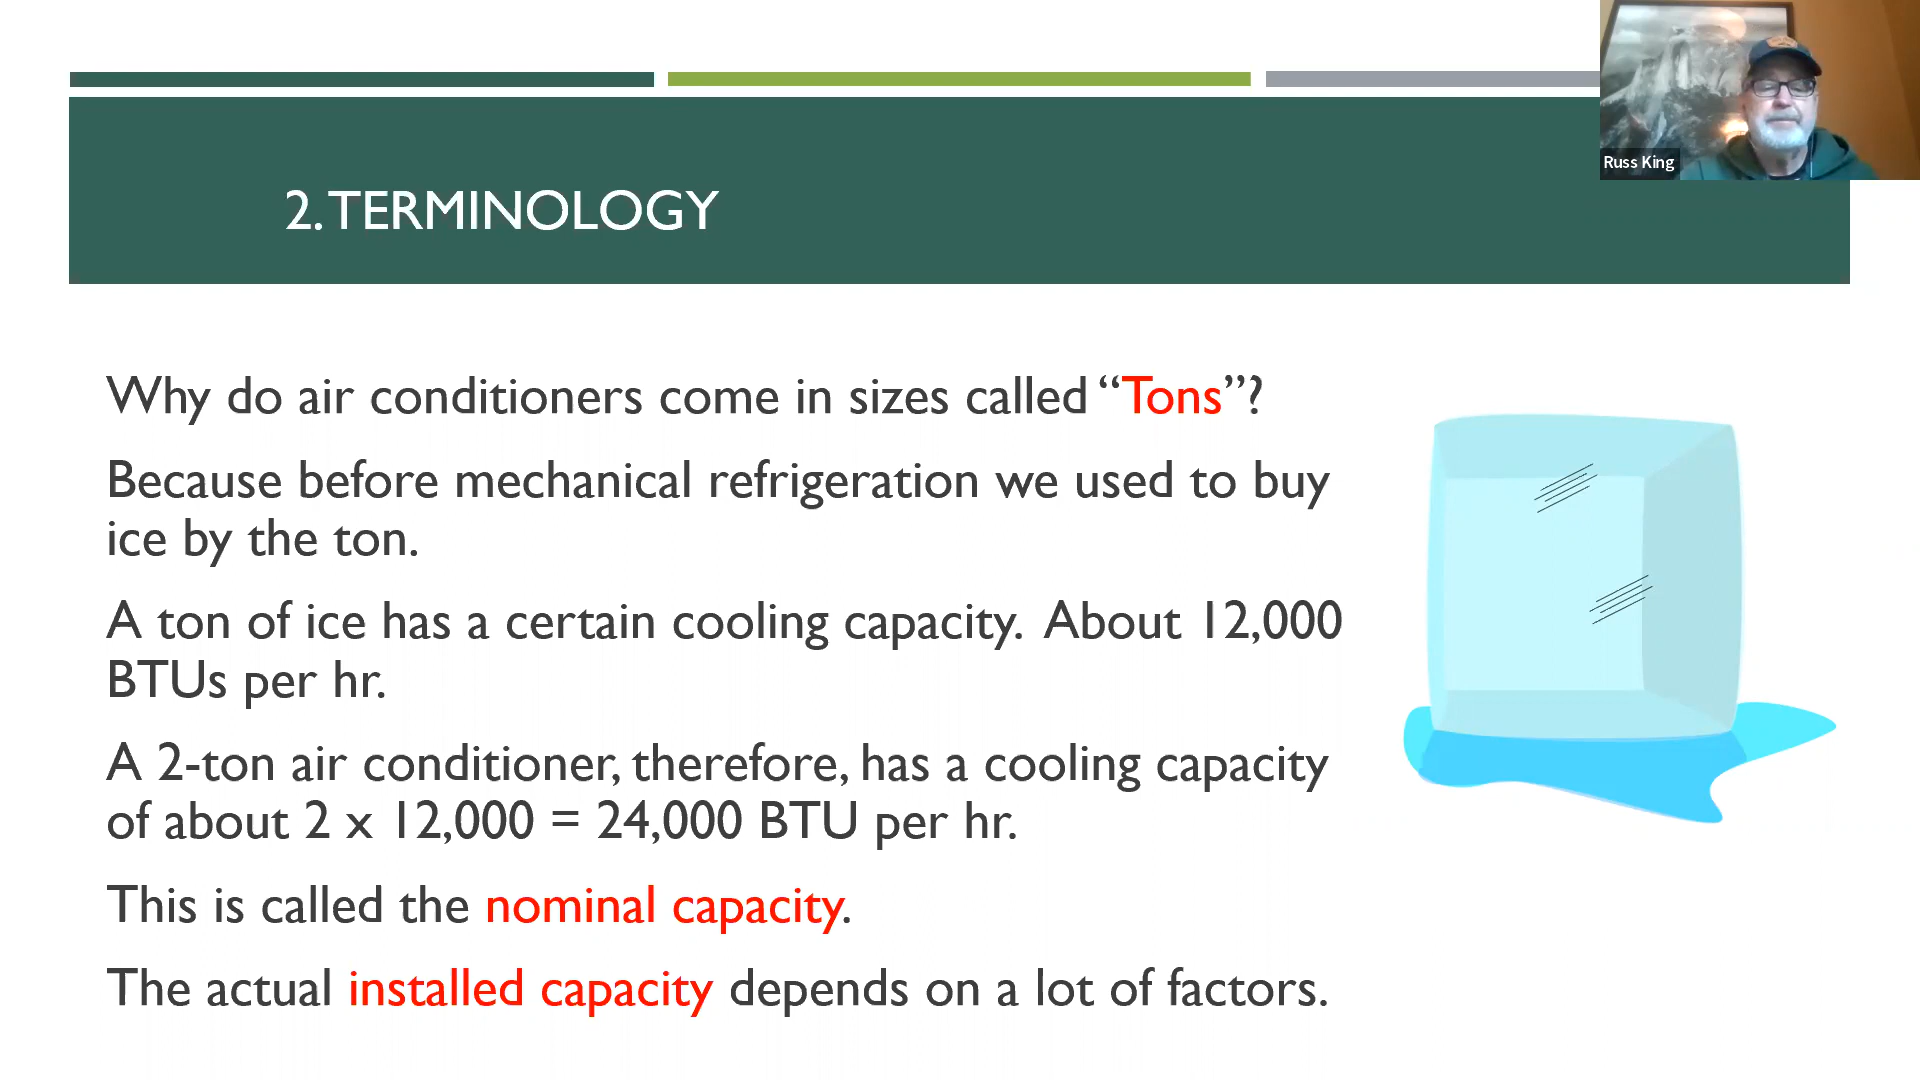 Russ King
2. TERMINOLOGY
Why do air conditioners come in sizes called “Tons”?
Because before mechanical refrigeration we used to buy
ice by the ton.
A ton of ice has a certain cooling capacity. About 12,000
BTUs per hr.
A 2-ton air conditioner, therefore, has a cooling capacity
of about 2 x 12,000 = 24,000 BTU per hr.
This is called the nominal capacity.
The actual installed capacity depends on a lot of factors.